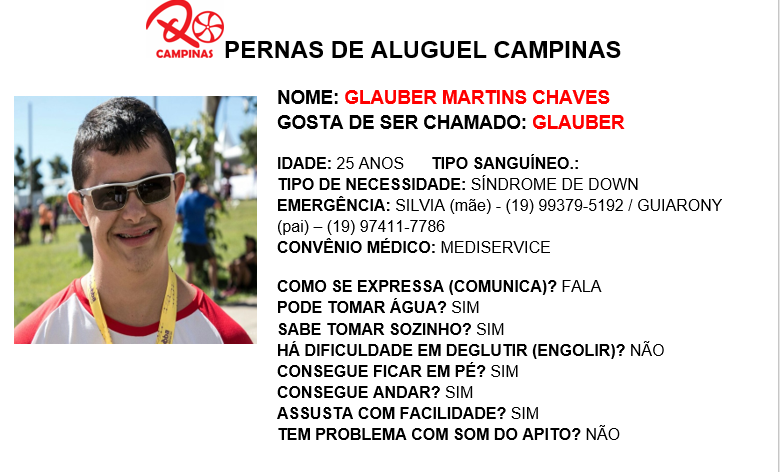 CAMPINAS
PERNAS DE ALUGUEL CAMPINAS
NOME: GLAUBER MARTINS CHAVES
GOSTA DE SER CHAMADO: GLAUBER
IDADE: 25 ANOS TIPO SANGUÍNEO.:
TIPO DE NECESSIDADE: SÍNDROME DE DOWN
EMERGÊNCIA: SILVIA (mãe) - (19) 99379-5192 / GUIARONY
(pai) – (19) 97411-7786
CONVÊNIO MÉDICO: MEDISERVICE
COMO SE EXPRESSA (COMUNICA)? FALA
PODE TOMAR ÁGUA? SIM
SABE TOMAR SOZINHO? SIM
HÁ DIFICULDADE EM DEGLUTIR (ENGOLIR)? NÃO
CONSEGUE FICAR EM PÉ? SIM
CONSEGUE ANDAR? SIM
ASSUSTA COM FACILIDADE? SIM
TEM PROBLEMA COM SOM DO APITO? NÃO